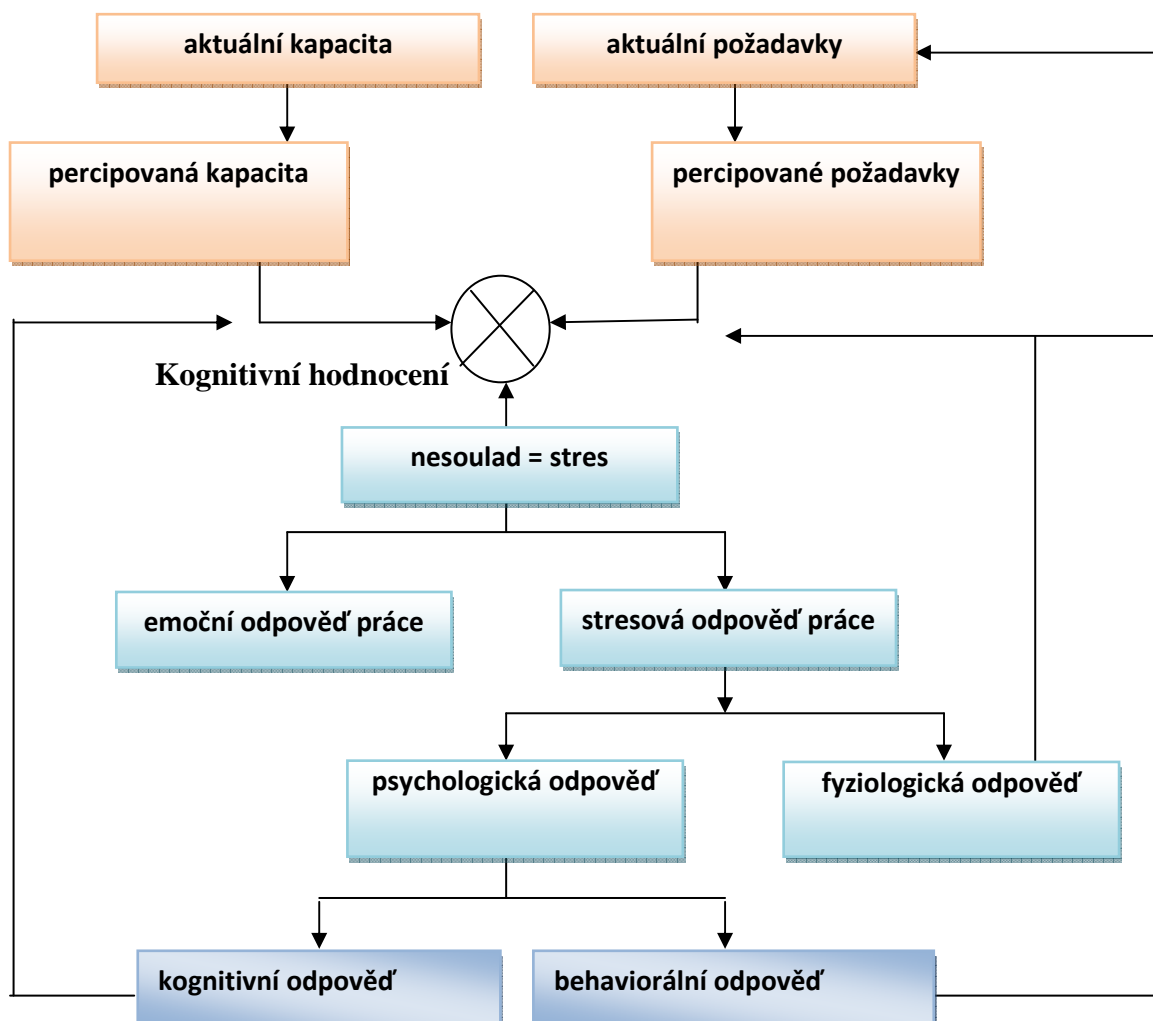 aktuální kapacita
aktuální požadavky
percipovaná kapacita
percipované požadavky
Kognitivní hodnocení
nesoulad = stres
emoční odpověď práce
stresová odpověď práce
psychologická odpověď
fyziologická odpověď
kognitivní odpověď
behaviorální odpověď